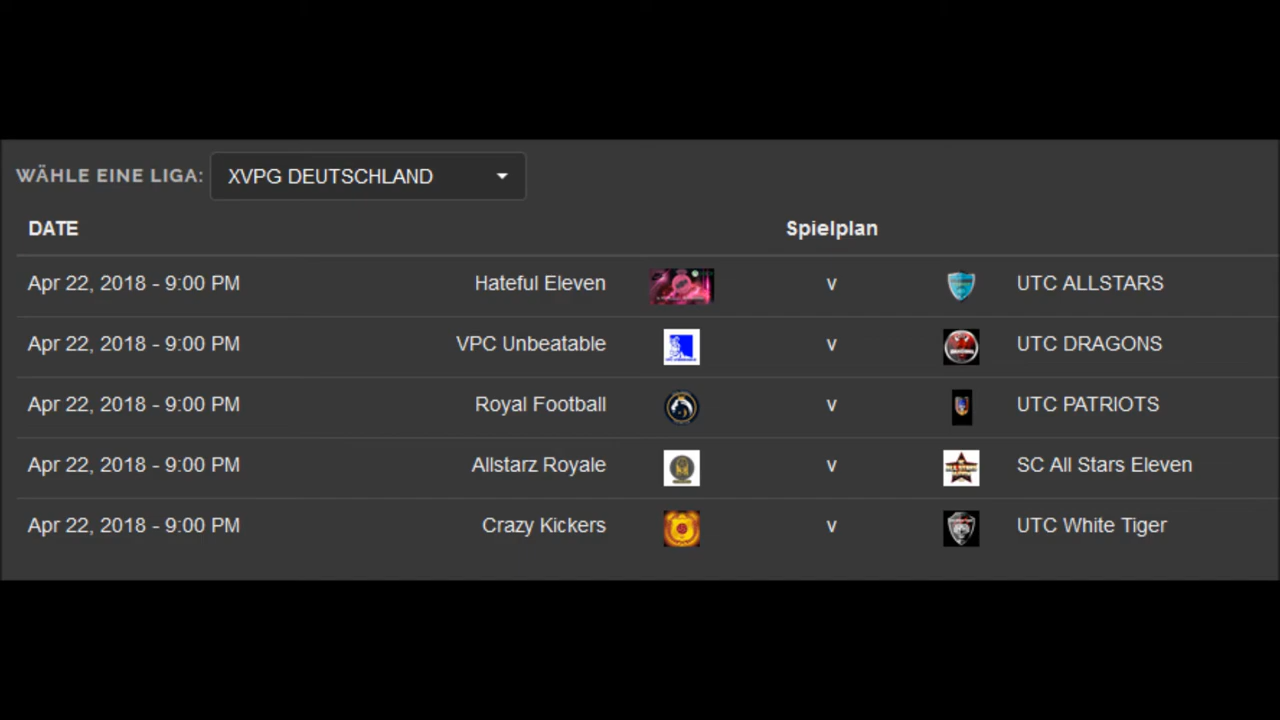 WÄHLE EINE LIGA: XVPG DEUTSCHLAND
DATE Spielplan
Apr 22, 2018 - 9:00 PM Hateful Eleven v UTC ALLSTARS
Apr 22, 2018 - 9:00 PM VPC Unbeatable v UTC DRAGONS
Apr 22, 2018 - 9:00 PM Royal Football v UTC PATRIOTS
Apr 22, 2018 - 9:00 PM Allstarz Royale v SC All Stars Eleven
Apr 22, 2018 - 9:00 PM Crazy Kickers v UTC White Tiger